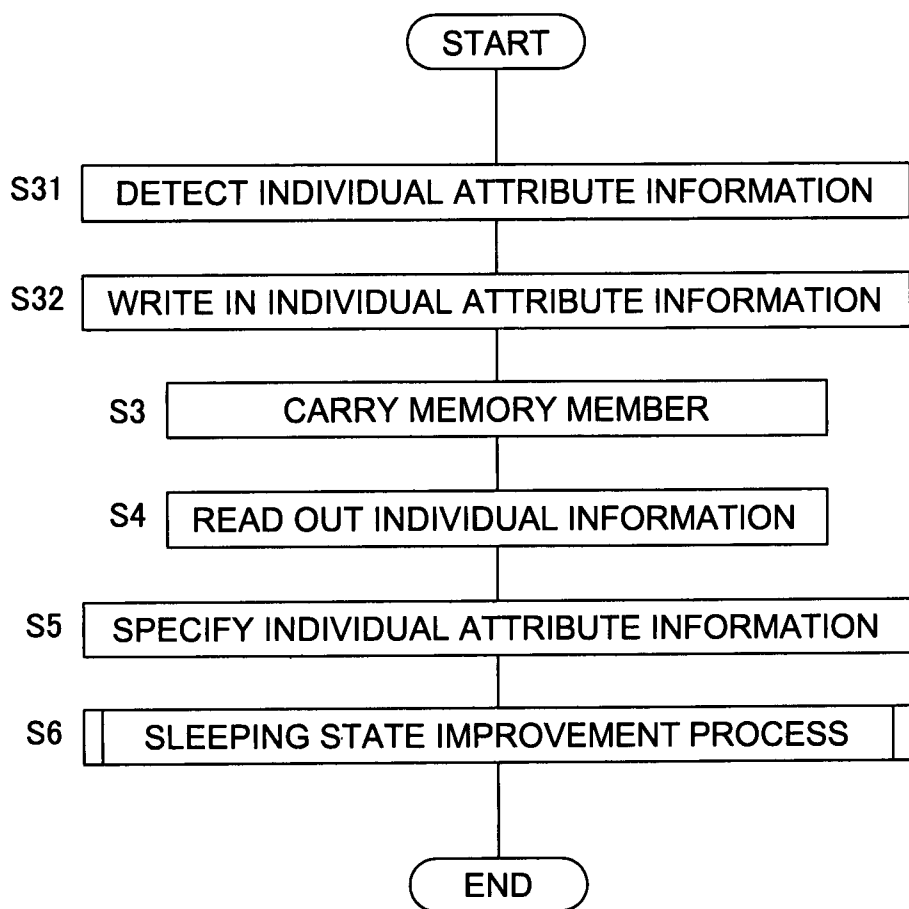 START
S31 DETECT INDIVIDUAL ATTRIBUTE INFORMATION
S32 WRITE IN INDIVIDUAL ATTRIBUTE INFORMATION
S3 CARRY MEMORY MEMBER
S4 READ OUT INDIVIDUAL INFORMATION
S5 SPECIFY INDIVIDUAL ATTRIBUTE INFORMATION
S6 SLEEPING STATE IMPROVEMENT PROCESS
END